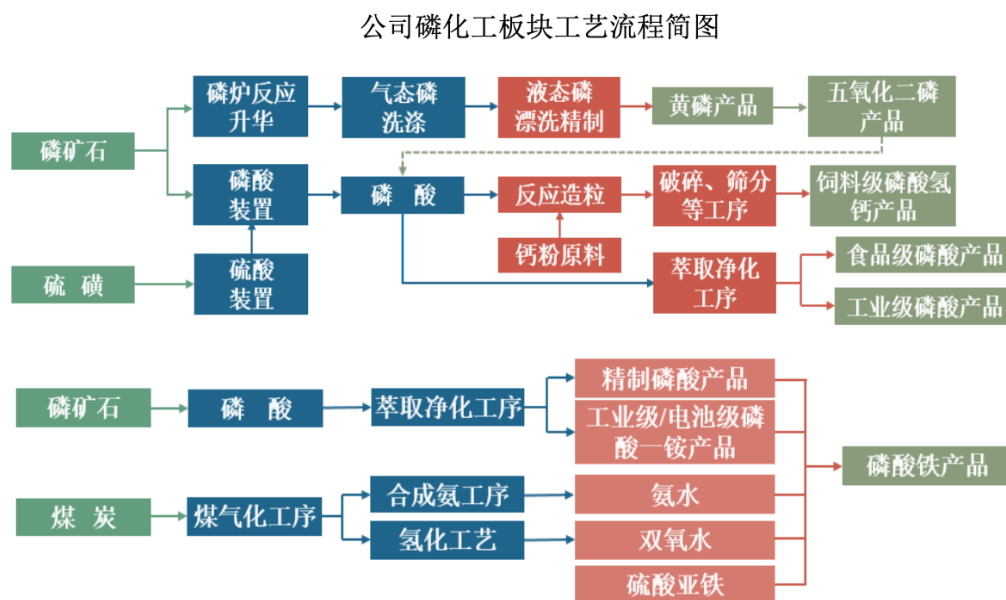 公司磷化工板块工艺流程简图
磷矿石
磷炉反应
升华
气态磷
洗涤
液态磷
漂洗精制
黄磷产品
五氧化二磷
产品
磷酸
装置
磷 酸
反应造粒
破碎、筛分
等工序
饲料级磷酸氢
钙产品
钙粉原料
硫 磺
硫酸
装置
萃取净化
工序
食品级磷酸产品
工业级磷酸产品
磷矿石
磷 酸
萃取净化工序
精制磷酸产品
工业级/电池级磷
酸一铵产品
磷酸铁产品
煤 炭
煤气化工序
合成氨工序
氨水
氢化工艺
双氧水
硫酸亚铁